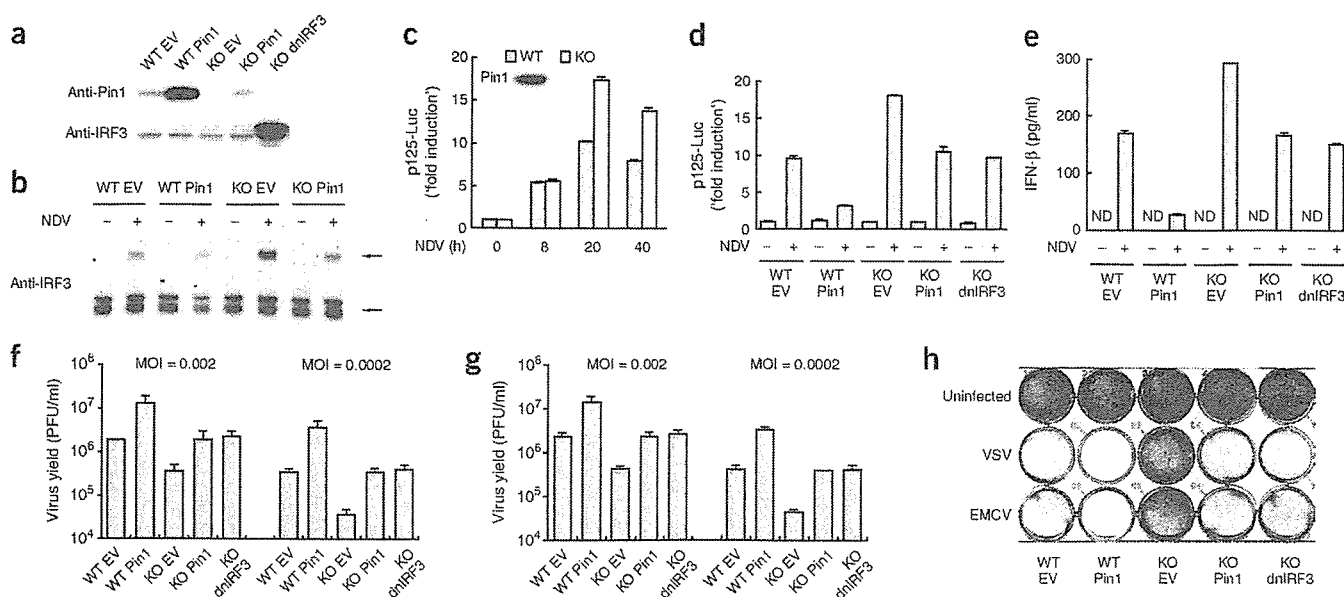 a
WT EV
WT Pin1
KO EV
KO Pin1
KO dnIRF3
Anti-Pin1
Anti-IRF3
b
WT EV WT Pin1 KO EV KO Pin1
NDV – + – + – + – +
Anti-IRF3
c
WT KO
Pin1
p125-Luc
('fold induction')
20
15
10
5
0
NDV (h) 0 8 20 40
d
p125-Luc
('fold induction')
20
15
10
5
0
NDV – + – + – + – + – +
WT WT KO KO KO
EV Pin1 EV Pin1 dnIRF3
e
IFN-β (pg/ml)
300
200
100
0
ND ND ND ND ND
NDV – + – + – + – + – +
WT WT KO KO KO
EV Pin1 EV Pin1 dnIRF3
f
MOI = 0.002 MOI = 0.0002
Virus yield (PFU/ml)
10⁸
10⁷
10⁶
10⁵
10⁴
WT EV
WT Pin1
KO EV
KO Pin1
KO dnIRF3
WT EV
WT Pin1
KO EV
KO Pin1
KO dnIRF3
g
MOI = 0.002 MOI = 0.0002
Virus yield (PFU/ml)
10⁶
10⁷
10⁶
10⁵
10⁴
WT EV
WT Pin1
KO EV
KO Pin1
KO dnIRF3
WT EV
WT Pin1
KO EV
KO Pin1
KO dnIRF3
h
Uninfected
VSV
EMCV
WT WT KO KO KO
EV Pin1 EV Pin1 dnIRF3